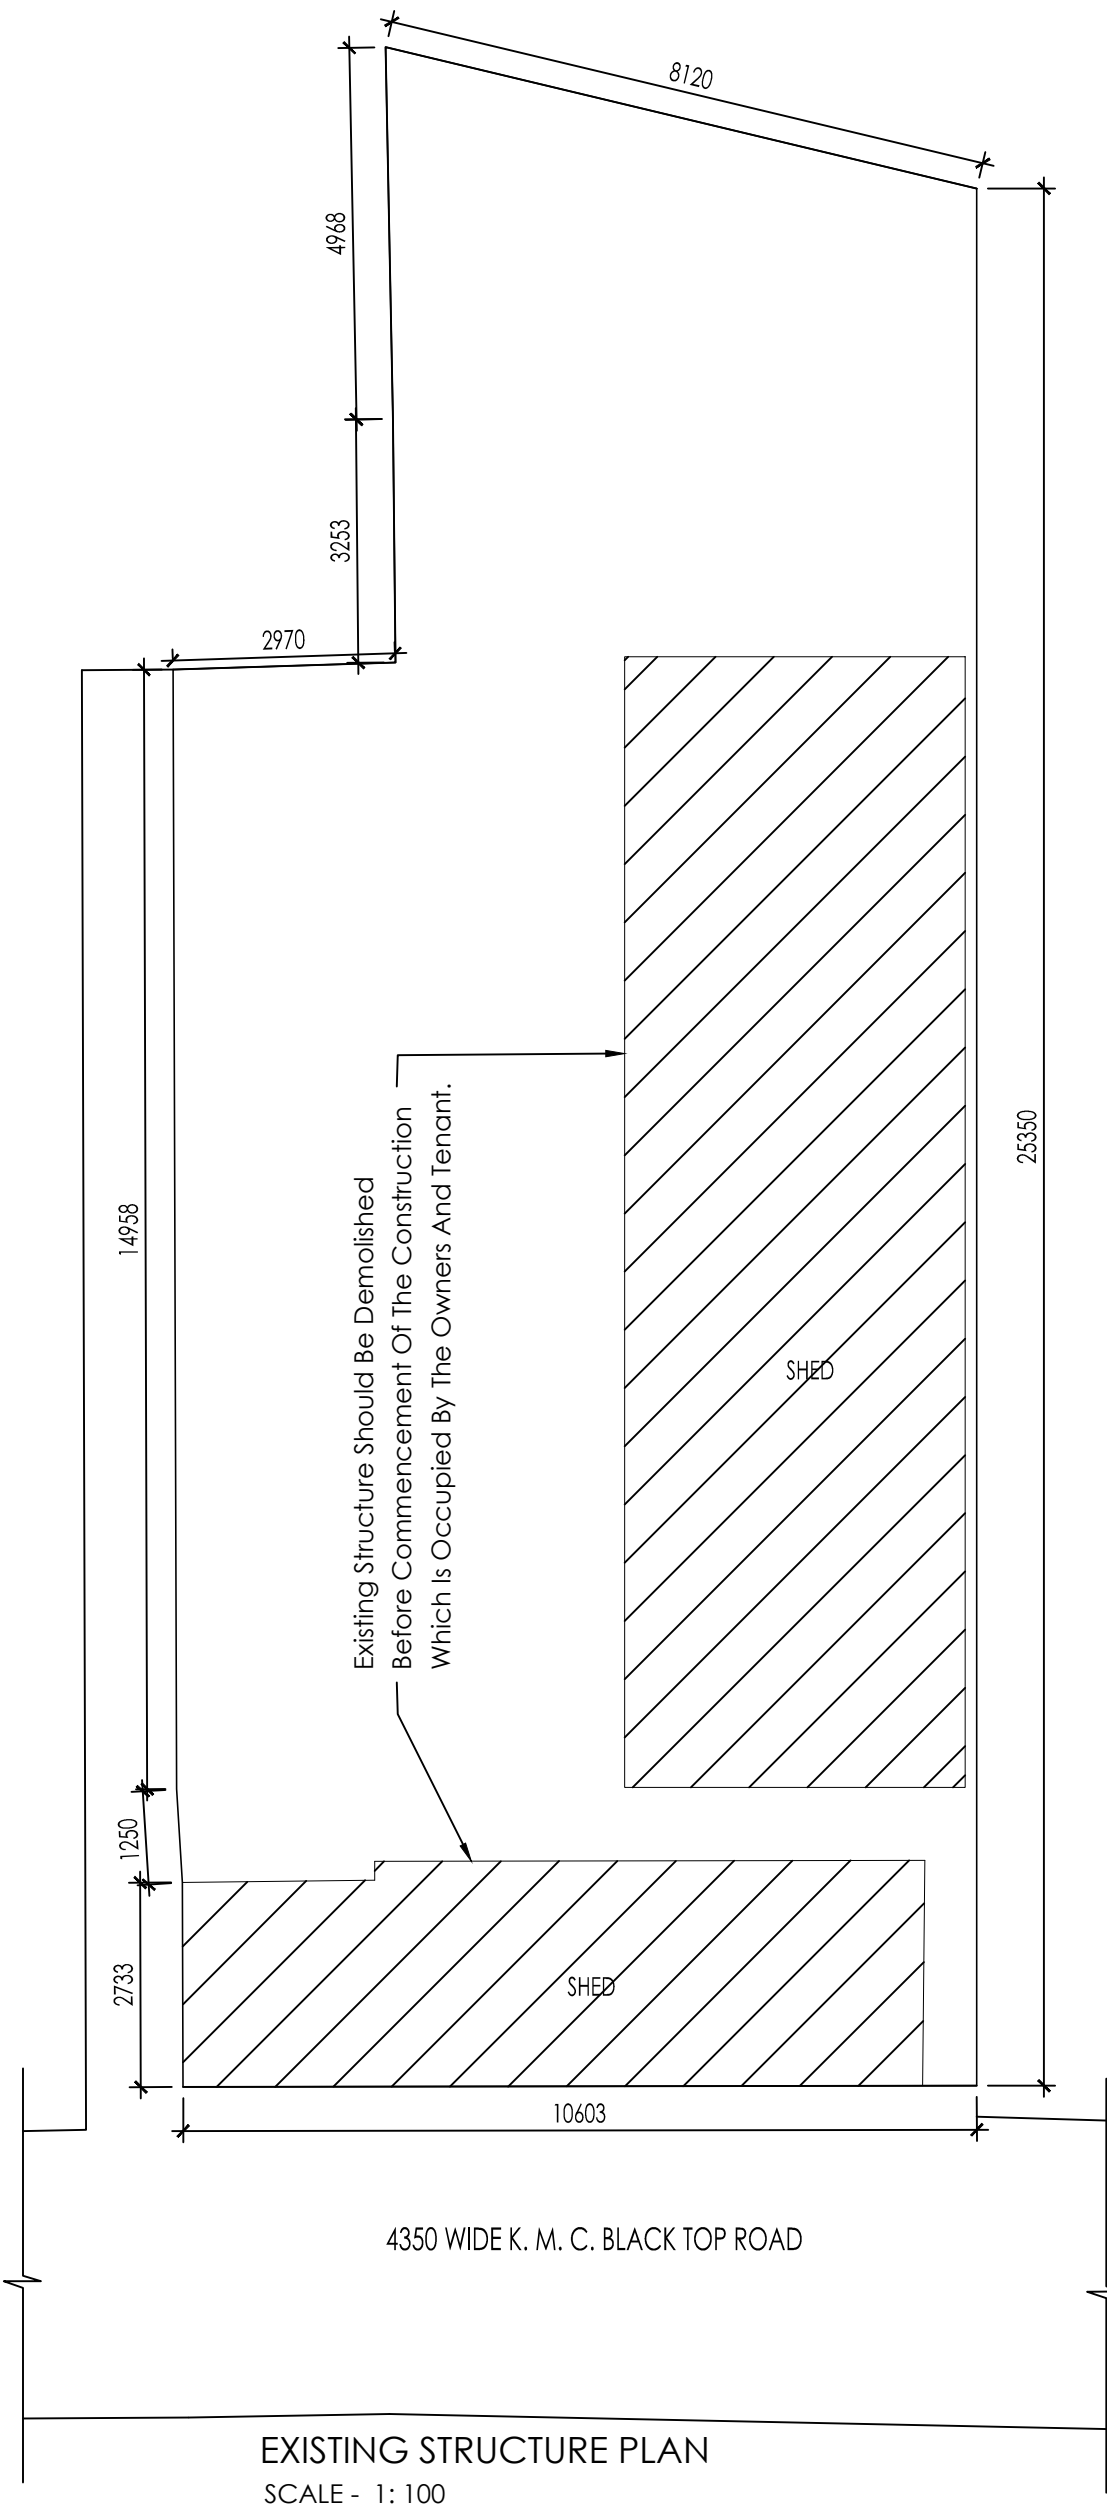 8120
4968
3253
2970
14958
25350
Existing Structure Should Be Demolished
Before Commencement Of The Construction
Which Is Occupied By The Owners And Tenant.
SHED
1250
2733
SHED
10603
4350 WIDE K. M. C. BLACK TOP ROAD
EXISTING STRUCTURE PLAN
SCALE - 1: 100